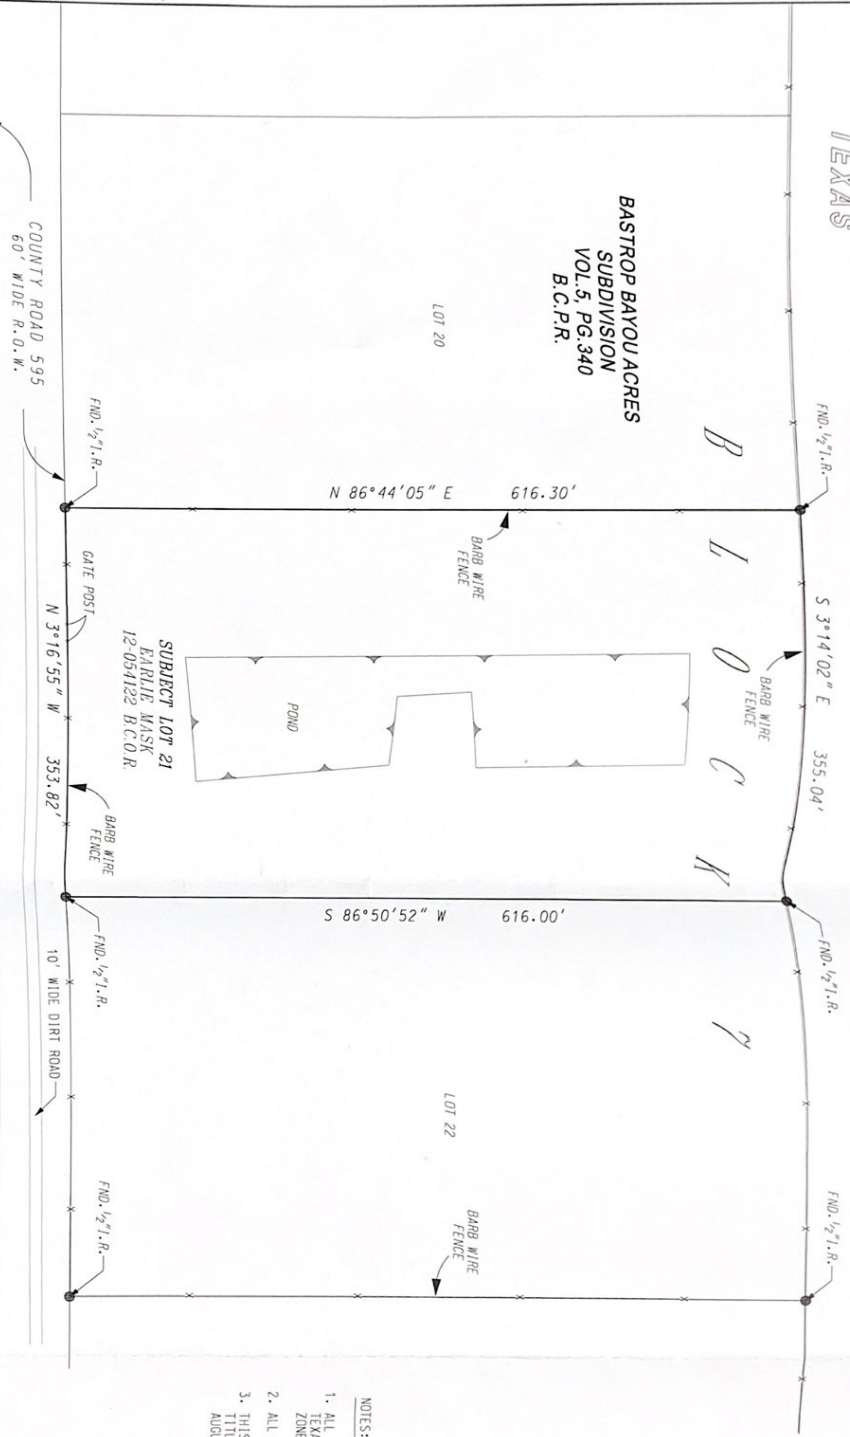 TEXAS
BASTROP BAYOU ACRES
SUBDIVISION
VOL.5, PG.340
B.C.P.R.
LOT 20
COUNTY ROAD 595
60' WIDE R.O.W.
FND. 1/2" I.R.
FND. 1/2" I.R.
N 86°44'05" E 616.30'
BARB WIRE
FENCE
S 3°14'02" E 355.04'
BARB WIRE
FENCE
BLOCK 7
GATE POST
N 3°16'55" W 353.82'
SUBJECT LOT 21
EARLIE MASK
12-054122 B.C.O.R.
POND
BARB WIRE
FENCE
S 86°50'52" W 616.00'
FND. 1/2" I.R.
FND. 1/2" I.R.
10' WIDE DIRT ROAD
LOT 22
BARB WIRE
FENCE
FND. 1/2" I.R.
FND. 1/2" I.R.
NOTES:
1. ALL
TEXA
ZONE
2. ALL
3. THIS
TITL
AUGU